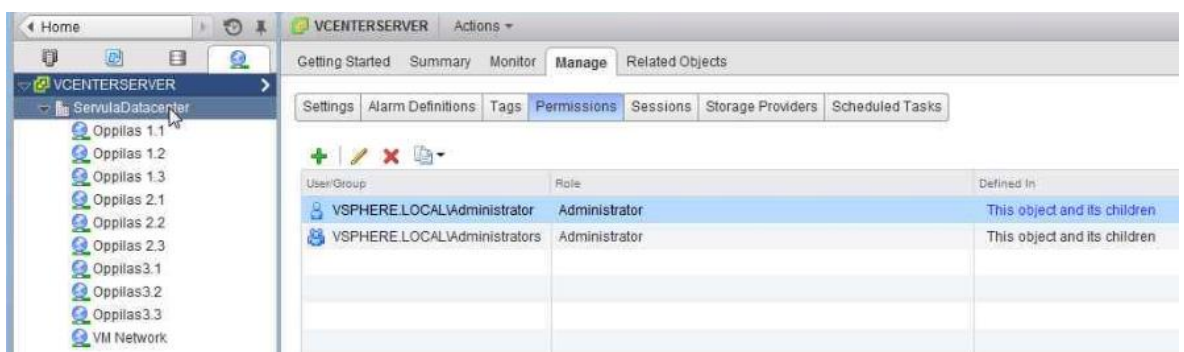 Home
VCENTERSERVER Actions
Getting Started Summary Monitor Manage Related Objects
VCENTERSERVER
ServulaDatacenter
Oppilas 1.1
Oppilas 1.2
Oppilas 1.3
Oppilas 2.1
Oppilas 2.2
Oppilas 2.3
Oppilas3.1
Oppilas3.2
Oppilas3.3
VM Network
Settings Alarm Definitions Tags Permissions Sessions Storage Providers Scheduled Tasks
User/Group Role Defined In
VSPHERE.LOCAL\Administrator Administrator This object and its children
VSPHERE.LOCAL\Administrators Administrator This object and its children